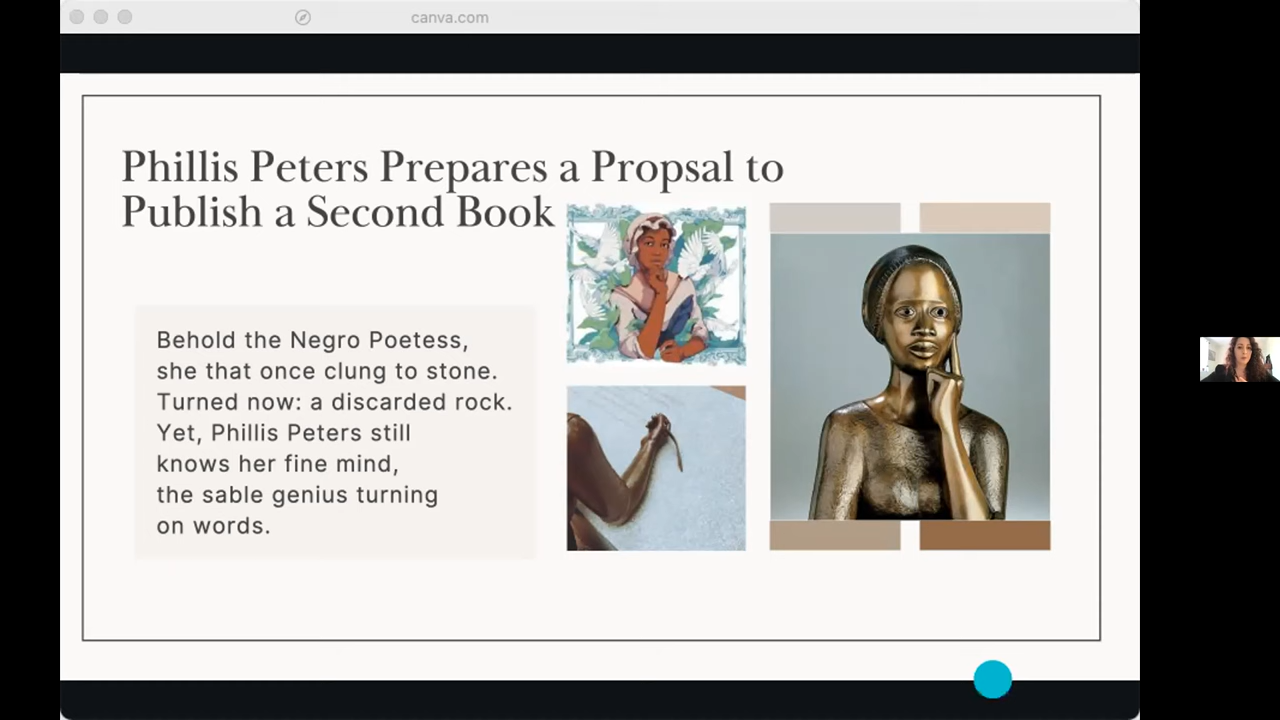 canva.com
Phillis Peters Prepares a Propsal to
Publish a Second Book
Behold the Negro Poetess,
she that once clung to stone.
Turned now: a discarded rock.
Yet, Phillis Peters still
knows her fine mind,
the sable genius turning
on words.